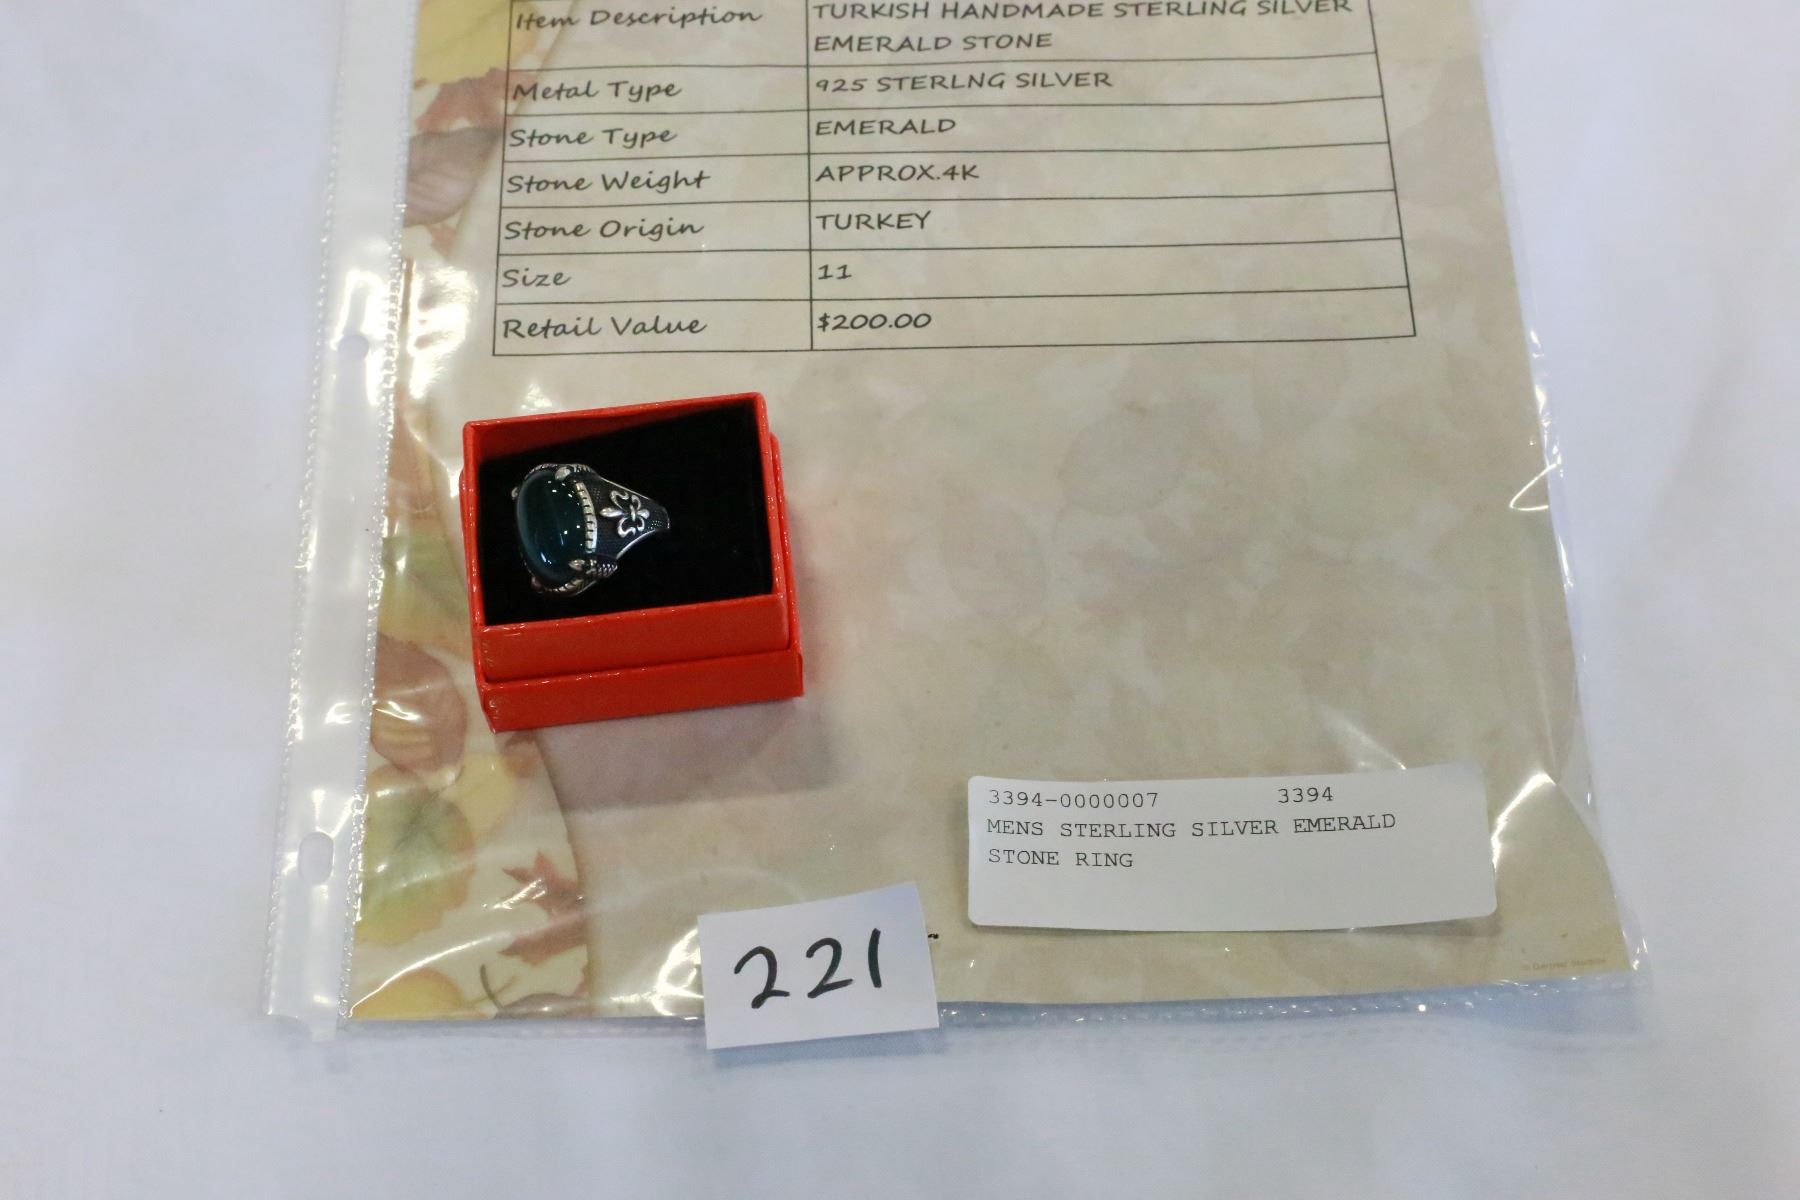 Item Description TURKISH HANDMADE STERLING SILVER
EMERALD STONE
Metal Type 925 STERLNG SILVER
Stone Type EMERALD
Stone Weight APPROX.4K
Stone Origin TURKEY
Size 11
Retail Value $200.00
3394-0000007 3394
MENS STERLING SILVER EMERALD
STONE RING
221
© Gartner Studios